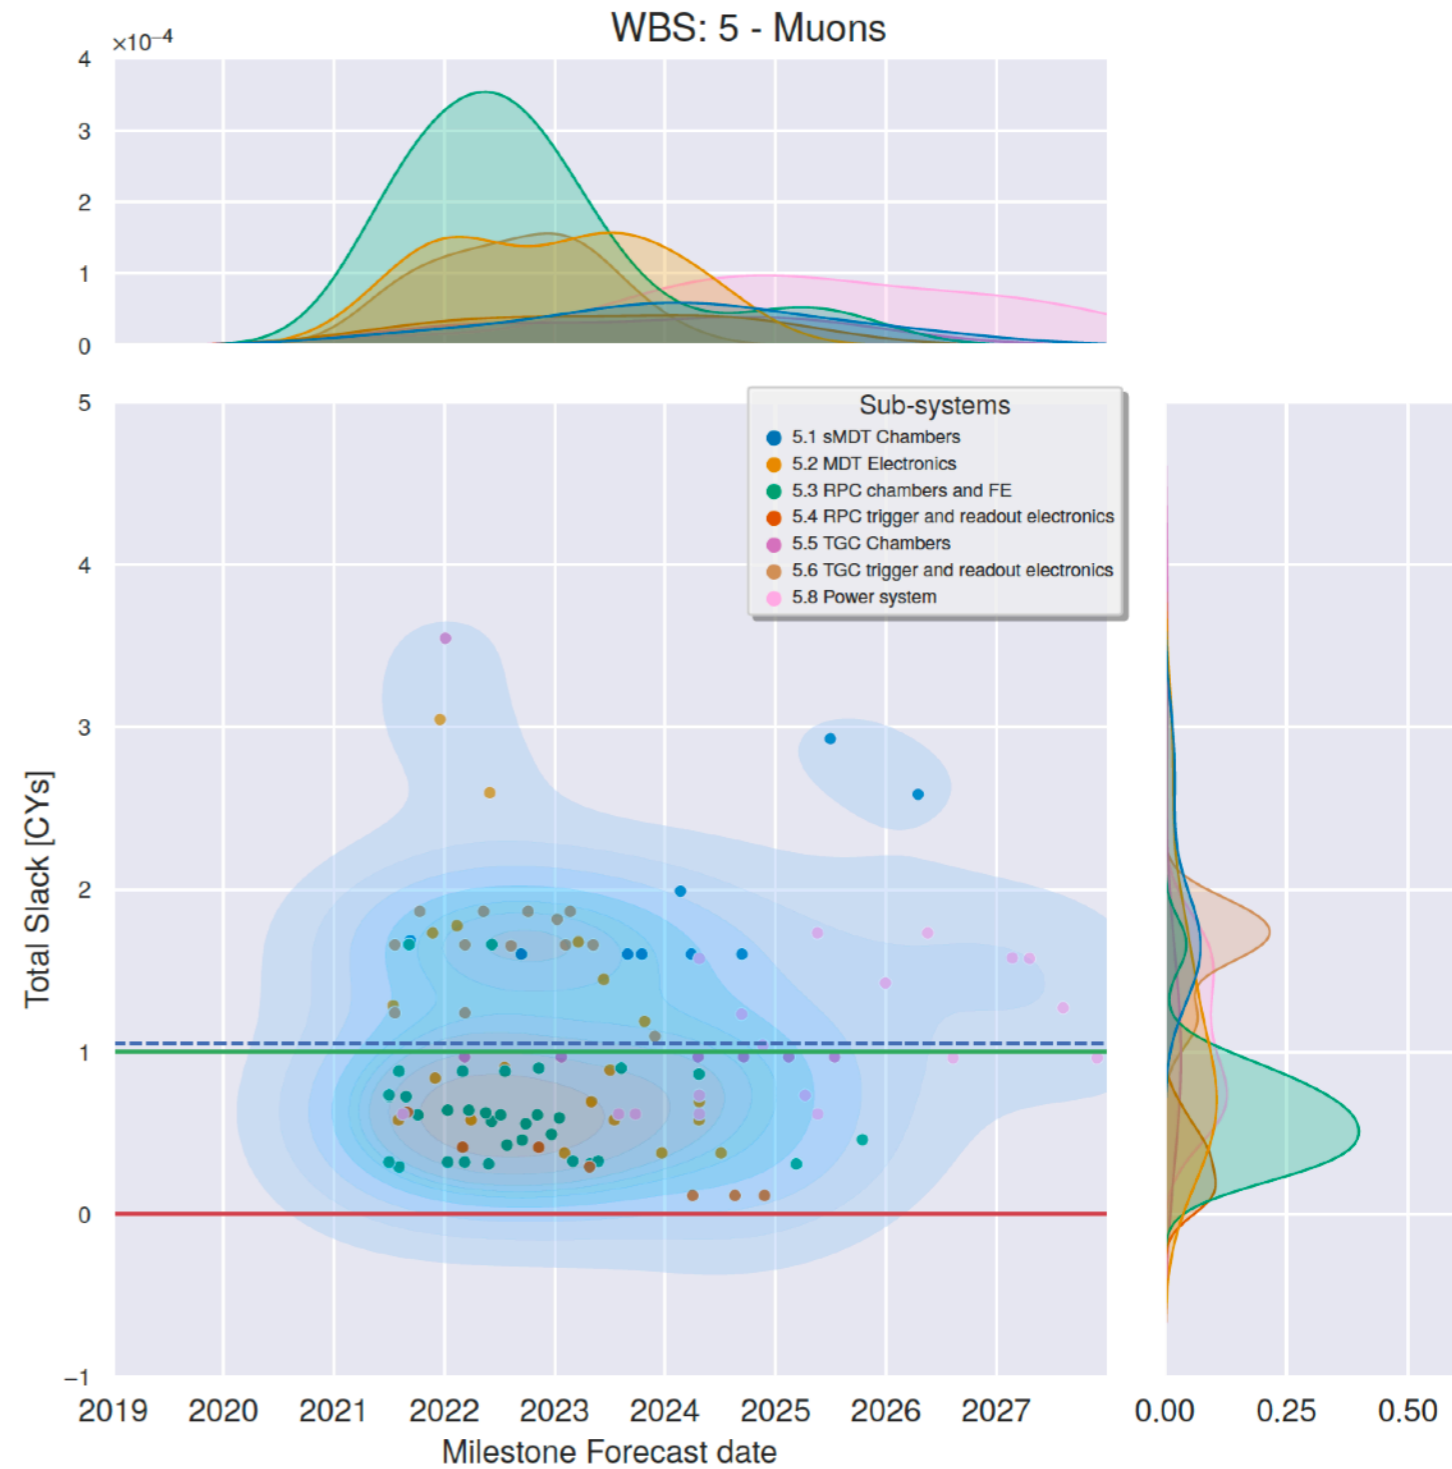 WBS: 5 - Muons
×10⁻⁴
4
3
2
1
0
5
4
3
2
1
0
−1
Total Slack [CYs]
Sub-systems
5.1 sMDT Chambers
5.2 MDT Electronics
5.3 RPC chambers and FE
5.4 RPC trigger and readout electronics
5.5 TGC Chambers
5.6 TGC trigger and readout electronics
5.8 Power system
2019 2020 2021 2022 2023 2024 2025 2026 2027
0.00 0.25 0.50
Milestone Forecast date